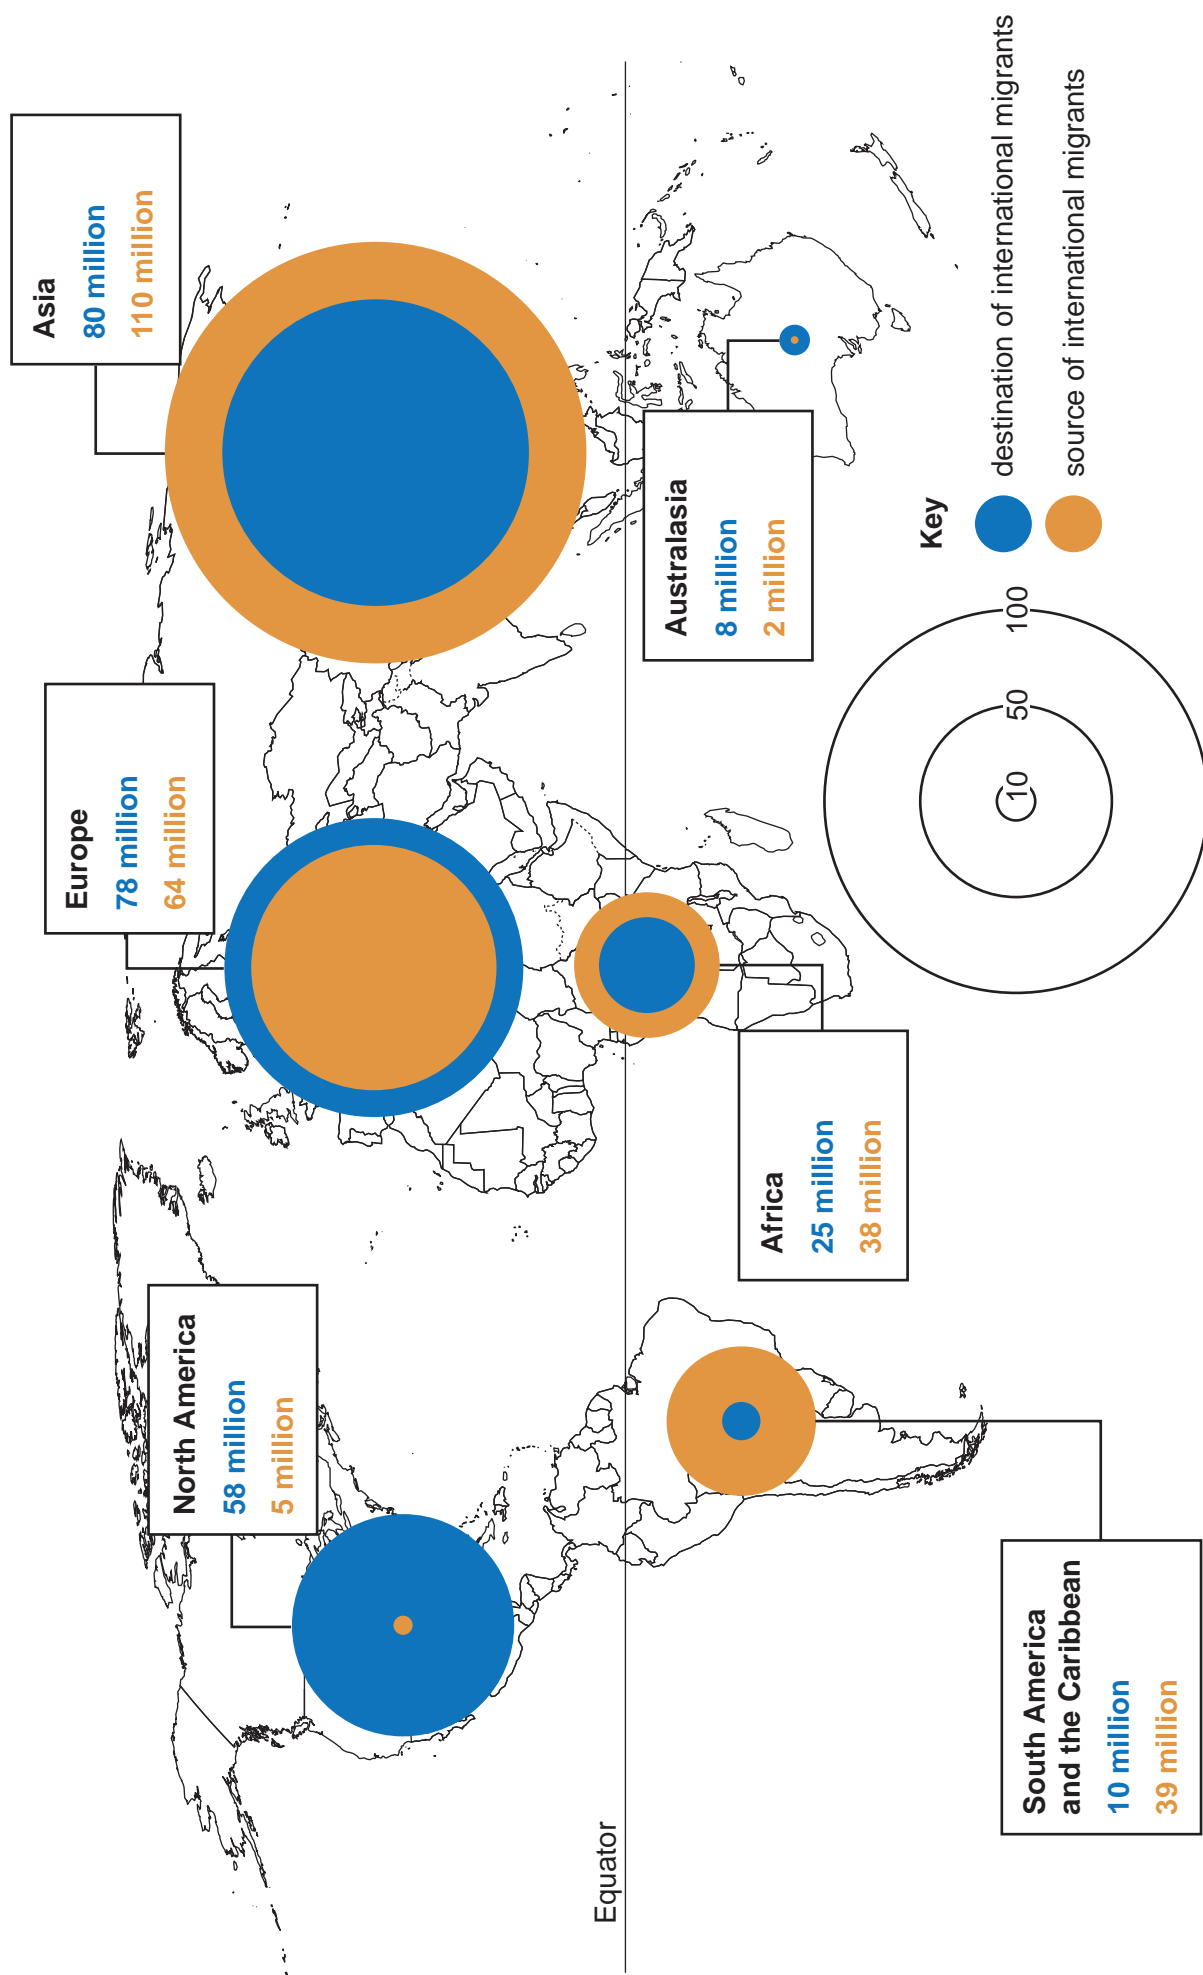 North America
58 million
5 million
Europe
78 million
64 million
Asia
80 million
110 million
Equator
South America
and the Caribbean
10 million
39 million
Africa
25 million
38 million
Australasia
8 million
2 million
10
50
100
Key
destination of international migrants
source of international migrants